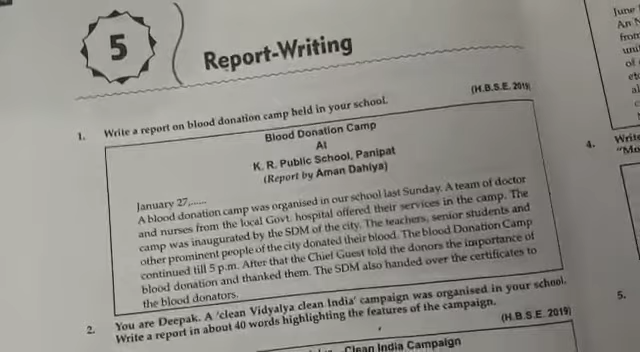 5
Report-Writing
1. Write a report on blood donation camp held in your school.
(H.B.S.E. 2019)
Blood Donation Camp
At
K. R. Public School, Panipat
(Report by Aman Dahiya)
January 27,......
A blood donation camp was organised in our school last Sunday. A team of doctor
and nurses from the local Govt. hospital offered their services in the camp. The
camp was inaugurated by the SDM of the city. The teachers, senior students and
other prominent people of the city donated their blood. The blood Donation Camp
continued till 5 p.m. After that the Chief Guest told the donors the importance of
blood donation and thanked them. The SDM also handed over the certificates to
the blood donators.
2. You are Deepak. A 'clean Vidyalya clean India' campaign was organised in your school.
Write a report in about 40 words highlighting the features of the campaign.
(H.B.S.E. 2019)
Clean India Campaign
June
An
from
of
4. Write
"Mo
5.